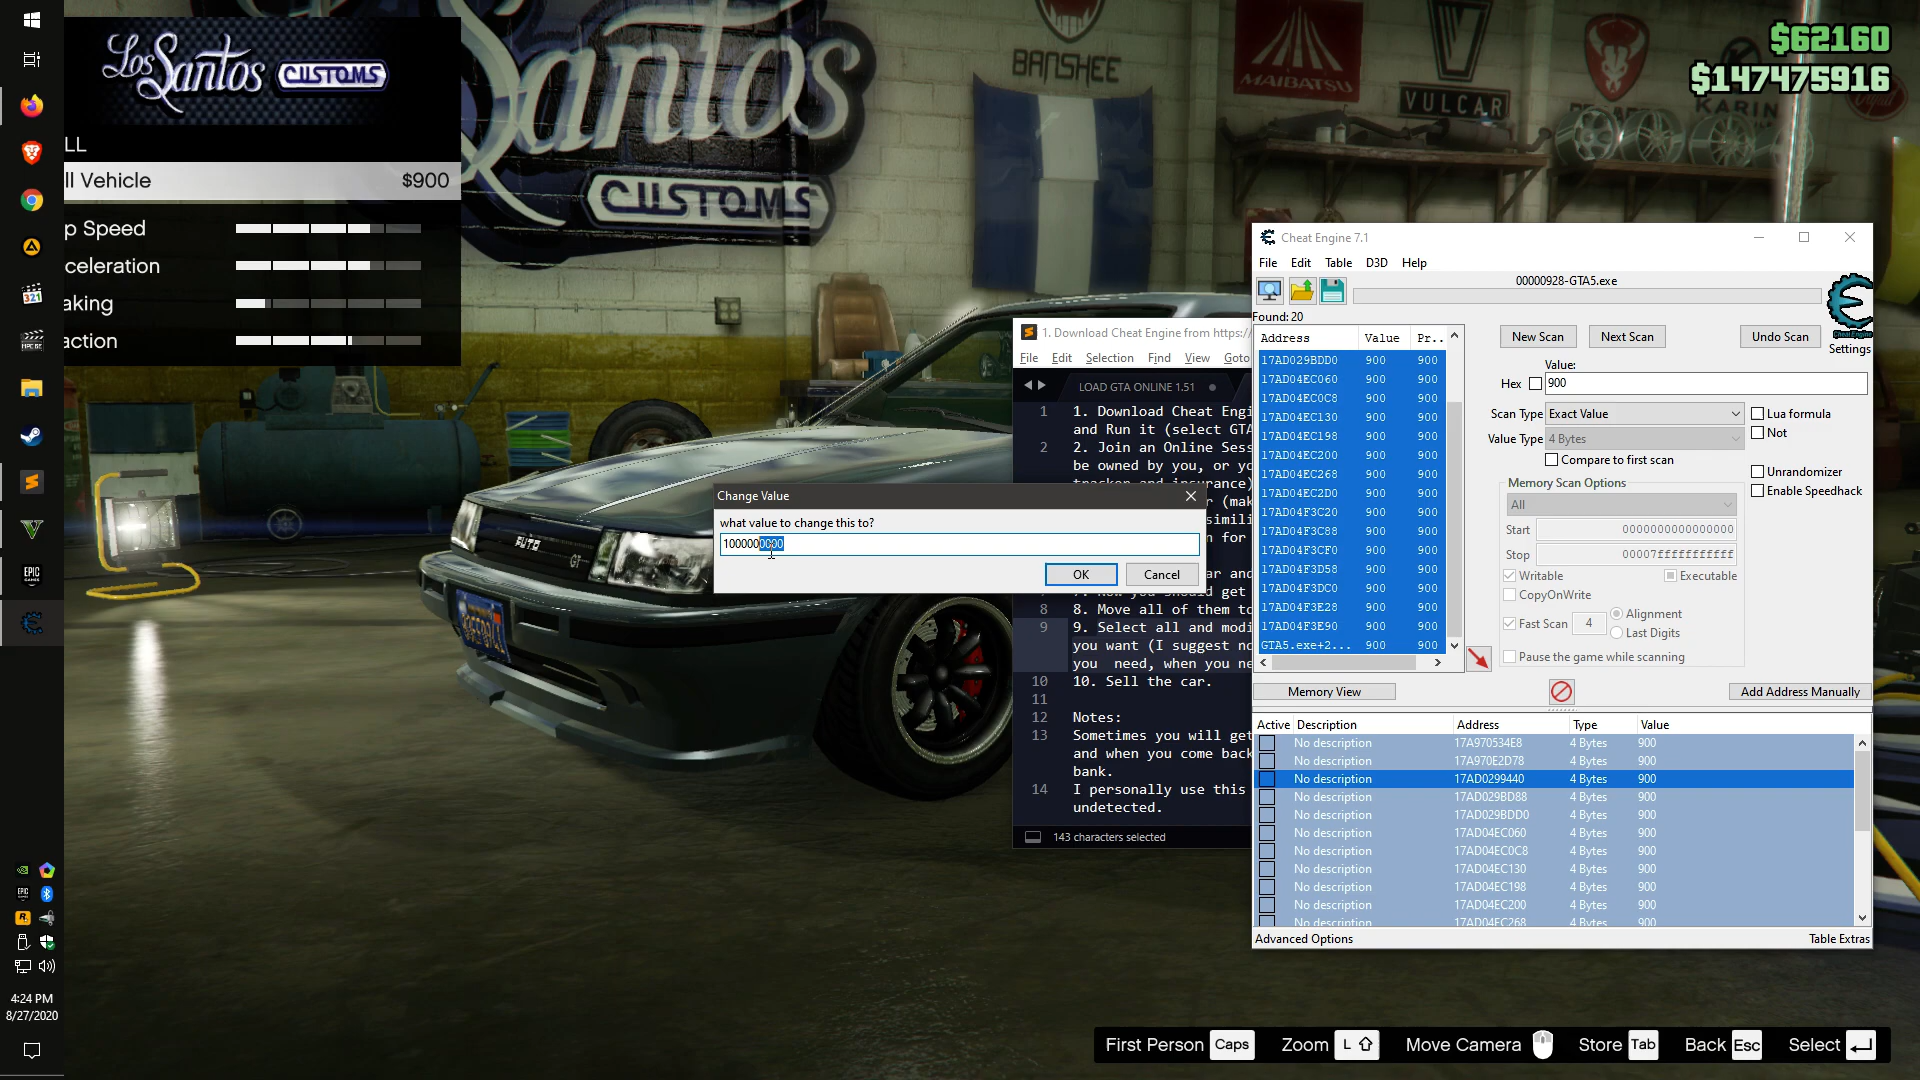 Los Santos CUSTOMS
LL
ll Vehicle $900
p Speed
celeration
aking
action
Santos
CUSTOMS
BANSHEE
MAIBATSU
VULCAR
KARIN
$62160
$147475916
FUTO
GT
1. Download Cheat Engine from https://
File Edit Selection Find View Goto
LOAD GTA ONLINE 1.51
1 1. Download Cheat Engi
and Run it (select GTA
2 2. Join an Online Sess
be owned by you, or yo
8 8. Move all of them to
9 9. Select all and modi
you want (I suggest no
you need, when you ne
10 10. Sell the car.
11
12 Notes:
13 Sometimes you will get
and when you come back
bank.
14 I personally use this
undetected.
143 characters selected
Change Value
what value to change this to?
1000000000
OK Cancel
Cheat Engine 7.1
File Edit Table D3D Help
00000928-GTA5.exe
Found: 20
Cheat Engine
Settings
Address Value Pr..
17AD029BDD0 900 900
17AD04EC060 900 900
17AD04EC0C8 900 900
17AD04EC130 900 900
17AD04EC198 900 900
17AD04EC200 900 900
17AD04EC268 900 900
17AD04EC2D0 900 900
17AD04F3C20 900 900
17AD04F3C88 900 900
17AD04F3CF0 900 900
17AD04F3D58 900 900
17AD04F3DC0 900 900
17AD04F3E28 900 900
17AD04F3E90 900 900
GTA5.exe+2... 900 900
New Scan Next Scan Undo Scan
Value:
Hex 900
Scan Type Exact Value Lua formula
Value Type 4 Bytes Not
Compare to first scan
Unrandomizer
Enable Speedhack
Memory Scan Options
All
Start 0000000000000000
Stop 00007fffffffffff
Writable Executable
CopyOnWrite
Fast Scan 4 Alignment
Last Digits
Pause the game while scanning
Memory View Add Address Manually
Active Description Address Type Value
No description 17A970534E8 4 Bytes 900
No description 17A970E2D78 4 Bytes 900
No description 17AD0299440 4 Bytes 900
No description 17AD029BD88 4 Bytes 900
No description 17AD029BDD0 4 Bytes 900
No description 17AD04EC060 4 Bytes 900
No description 17AD04EC0C8 4 Bytes 900
No description 17AD04EC130 4 Bytes 900
No description 17AD04EC198 4 Bytes 900
No description 17AD04EC200 4 Bytes 900
No description 17AD04EC268 4 Bytes 900
Advanced Options Table Extras
4:24 PM
8/27/2020
First Person Caps Zoom L Move Camera Store Tab Back Esc Select